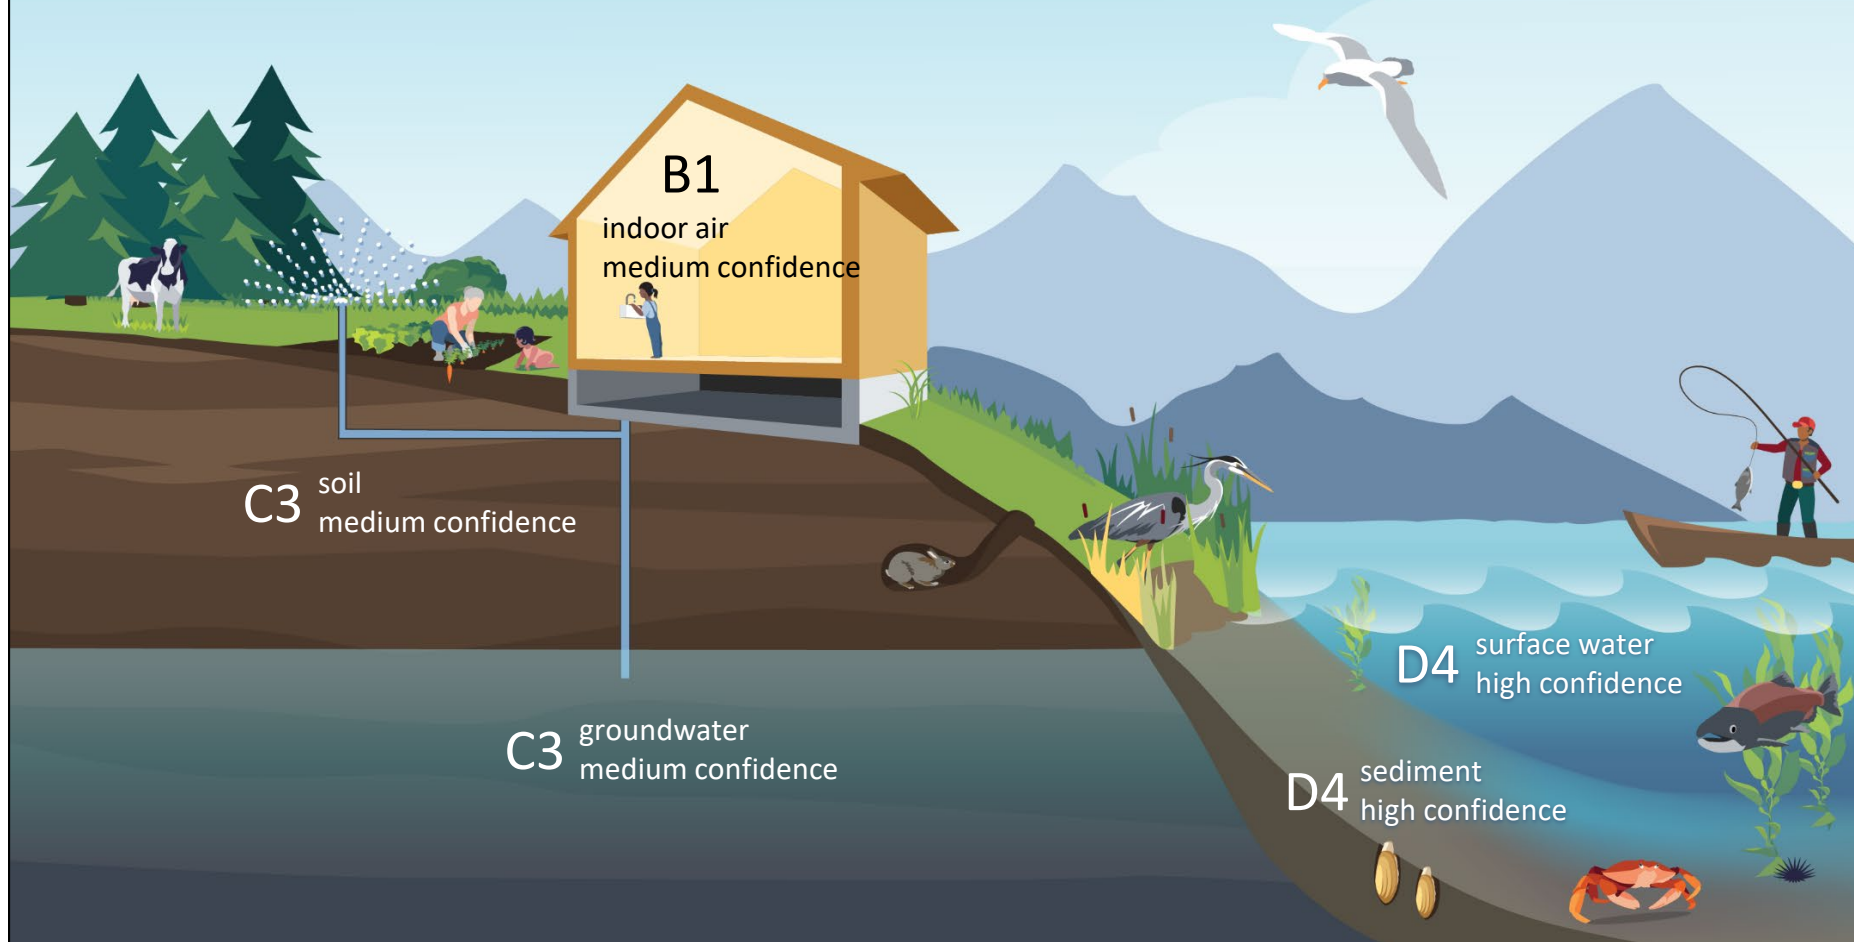 B1
indoor air
medium confidence
C3
soil
medium confidence
C3
groundwater
medium confidence
D4
surface water
high confidence
D4
sediment
high confidence